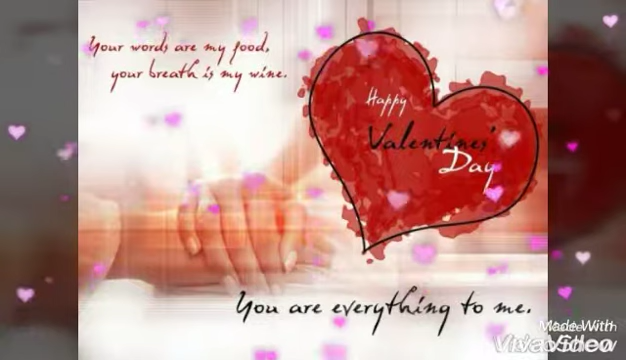 Your words are my food,
your breath is my wine.
Happy
Valentines'
Day
You are everything to me.
Made With